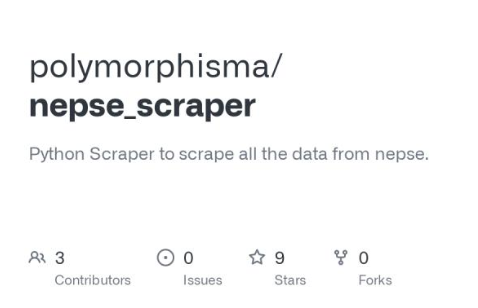 polymorphisma/
nepse_scraper
Python Scraper to scrape all the data from nepse.
3 0 9 0
Contributors Issues Stars Forks